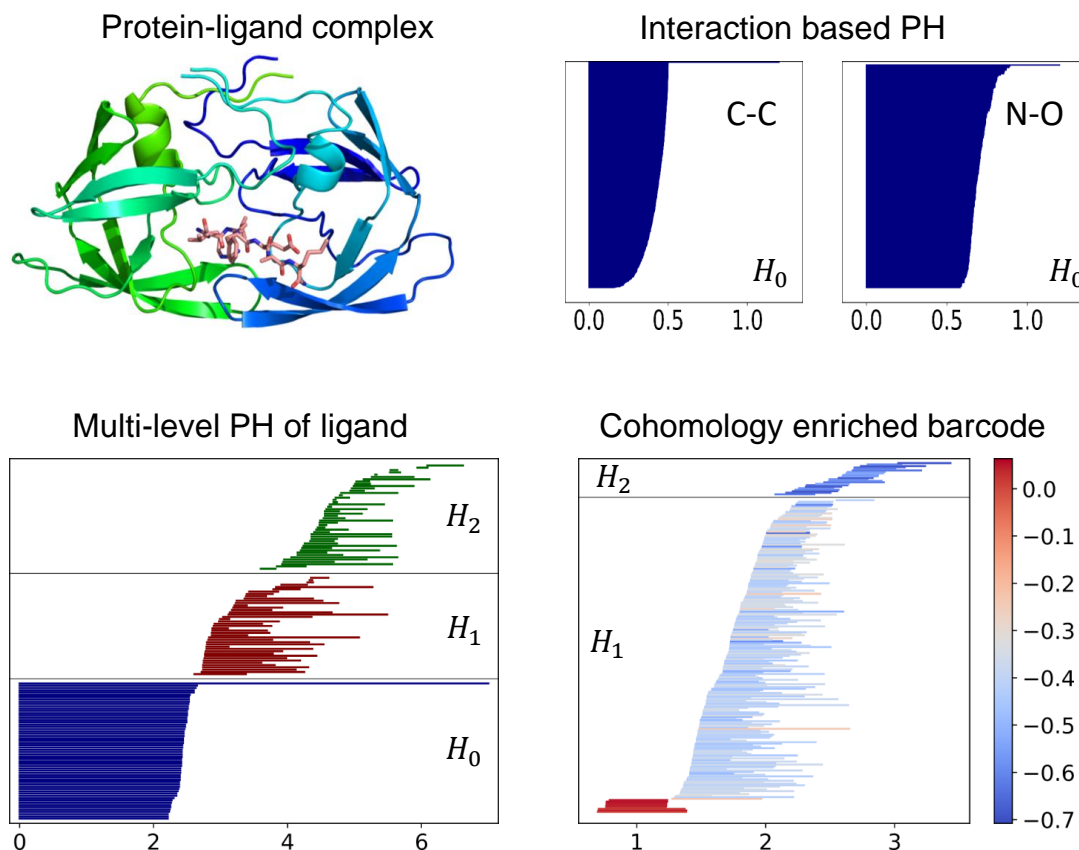 Protein-ligand complex
Interaction based PH
C-C
H₀
0.0 0.5 1.0
N-O
H₀
0.0 0.5 1.0
Multi-level PH of ligand
H₂
H₁
H₀
0 2 4 6
Cohomology enriched barcode
H₂
H₁
1 2 3
0.0
−0.1
−0.2
−0.3
−0.4
−0.5
−0.6
−0.7